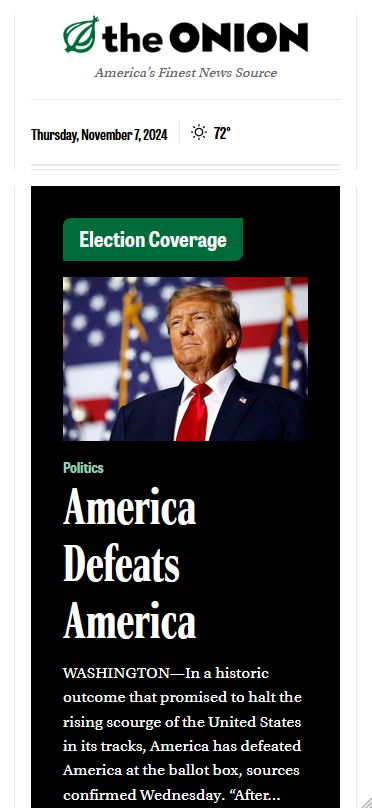 the ONION
America's Finest News Source
Thursday, November 7, 2024
72°
Election Coverage
Politics
America
Defeats
America
WASHINGTON—In a historic
outcome that promised to halt the
rising scourge of the United States
in its tracks, America has defeated
America at the ballot box, sources
confirmed Wednesday. “After...